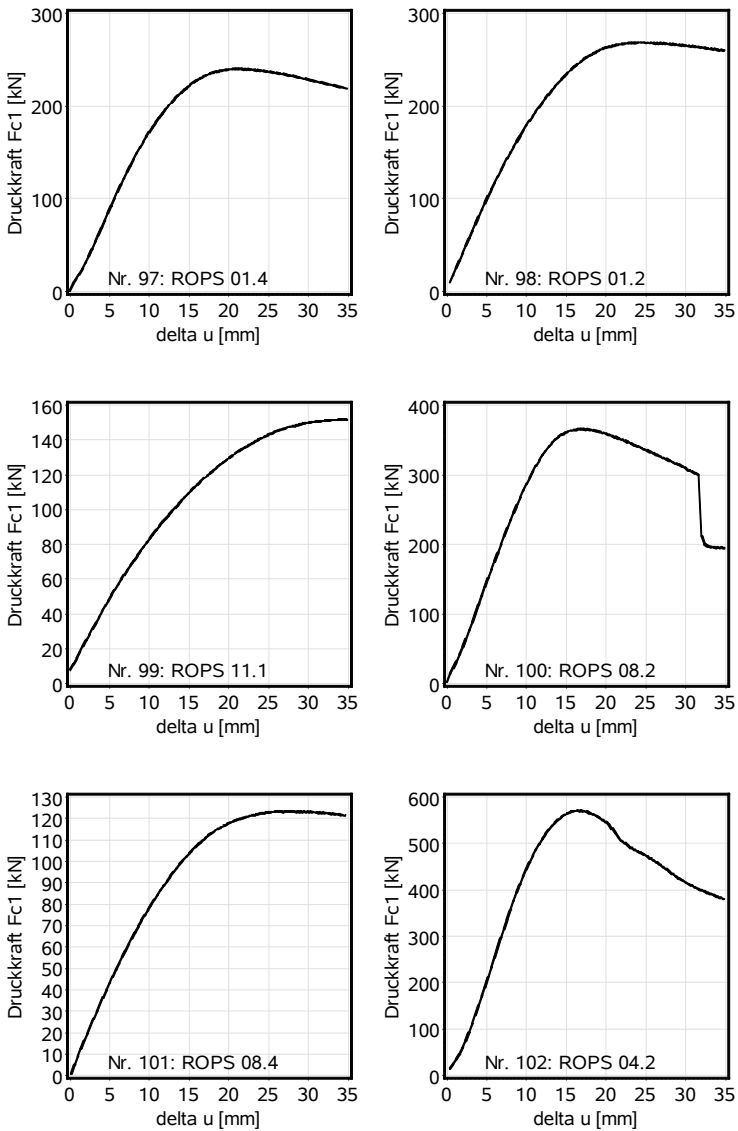 300
200
100
0
Druckkraft Fc1 [kN]
Nr. 97: ROPS 01.4
0 5 10 15 20 25 30 35
delta u [mm]
300
200
100
0
Druckkraft Fc1 [kN]
Nr. 98: ROPS 01.2
0 5 10 15 20 25 30 35
delta u [mm]
160
140
120
100
80
60
40
20
0
Druckkraft Fc1 [kN]
Nr. 99: ROPS 11.1
0 5 10 15 20 25 30 35
delta u [mm]
400
300
200
100
0
Druckkraft Fc1 [kN]
Nr. 100: ROPS 08.2
0 5 10 15 20 25 30 35
delta u [mm]
130
120
110
100
90
80
70
60
50
40
30
20
10
0
Druckkraft Fc1 [kN]
Nr. 101: ROPS 08.4
0 5 10 15 20 25 30 35
delta u [mm]
600
500
400
300
200
100
0
Druckkraft Fc1 [kN]
Nr. 102: ROPS 04.2
0 5 10 15 20 25 30 35
delta u [mm]